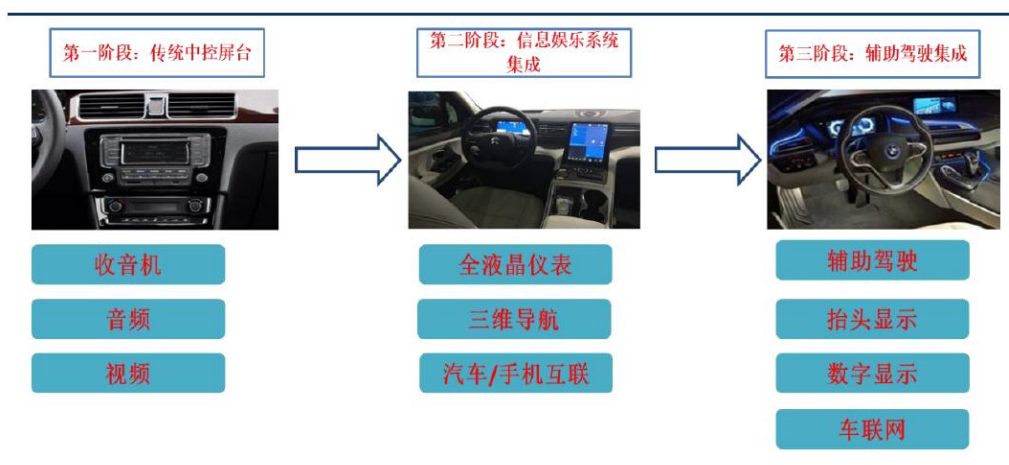 第一阶段：传统中控屏台
第二阶段：信息娱乐系统
集成
第三阶段：辅助驾驶集成
收音机
音频
视频
全液晶仪表
三维导航
汽车/手机互联
辅助驾驶
抬头显示
数字显示
车联网